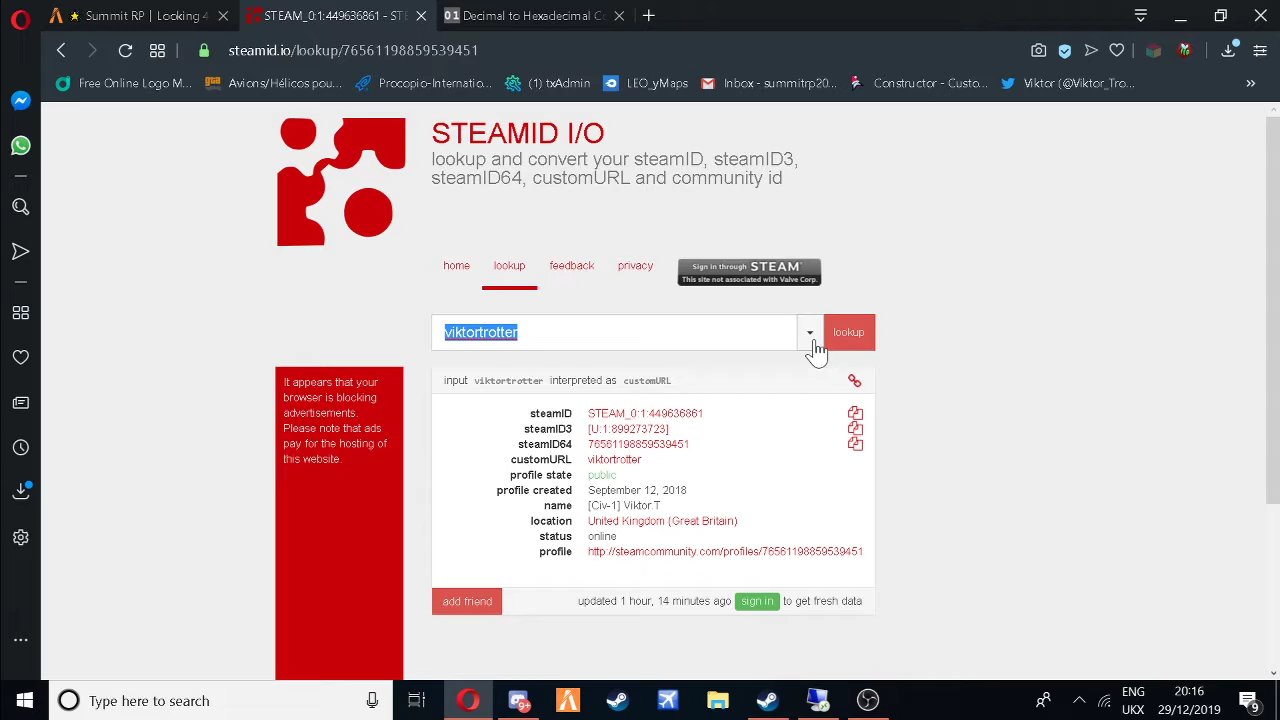 Summit RP | Looking 4
STEAM_0:1:449636861 - STE
01 Decimal to Hexadecimal Co
steamid.io/lookup/76561198859539451
Free Online Logo M...
Avions/Hélicos pou...
Procopio-Internatio...
(1) txAdmin
LEO_yMaps
Inbox - summitrp20...
Constructor - Custo...
Viktor (@Viktor_Tro...
STEAMID I/O
lookup and convert your steamID, steamID3,
steamID64, customURL and community id
home
lookup
feedback
privacy
Sign in through STEAM
This site not associated with Valve Corp.
viktortrotter
lookup
It appears that your
browser is blocking
advertisements.
Please note that ads
pay for the hosting of
this website.
input viktortrotter interpreted as customURL
steamID STEAM_0:1:449636861
steamID3 [U:1:899273723]
steamID64 76561198859539451
customURL viktortrotter
profile state public
profile created September 12, 2018
name [Civ-1] Viktor.T
location United Kingdom (Great Britain)
status online
profile http://steamcommunity.com/profiles/76561198859539451
add friend
updated 1 hour, 14 minutes ago sign in to get fresh data
Type here to search
9+
ENG
UKX
20:16
29/12/2019
9